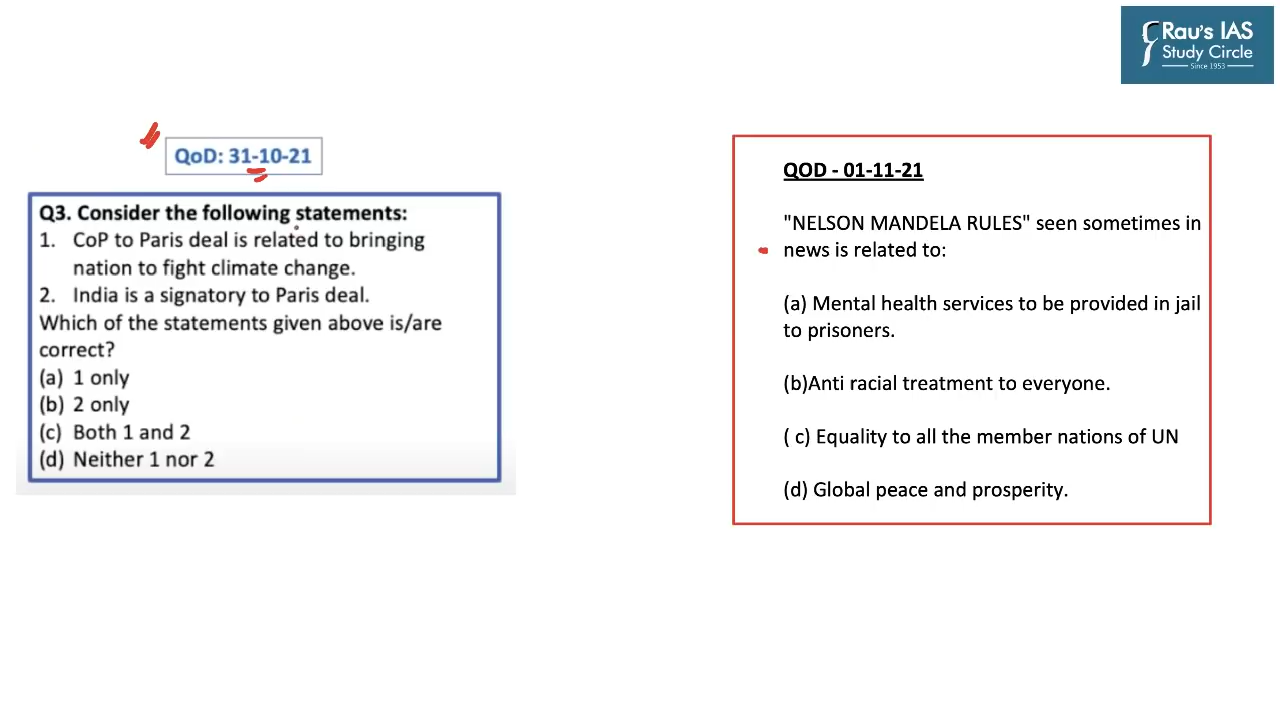 Rau's IAS
Study Circle
Since 1953
QoD: 31-10-21
Q3. Consider the following statements:
1. CoP to Paris deal is related to bringing
nation to fight climate change.
2. India is a signatory to Paris deal.
Which of the statements given above is/are
correct?
(a) 1 only
(b) 2 only
(c) Both 1 and 2
(d) Neither 1 nor 2
QOD - 01-11-21
"NELSON MANDELA RULES" seen sometimes in
news is related to:
(a) Mental health services to be provided in jail
to prisoners.
(b)Anti racial treatment to everyone.
( c) Equality to all the member nations of UN
(d) Global peace and prosperity.